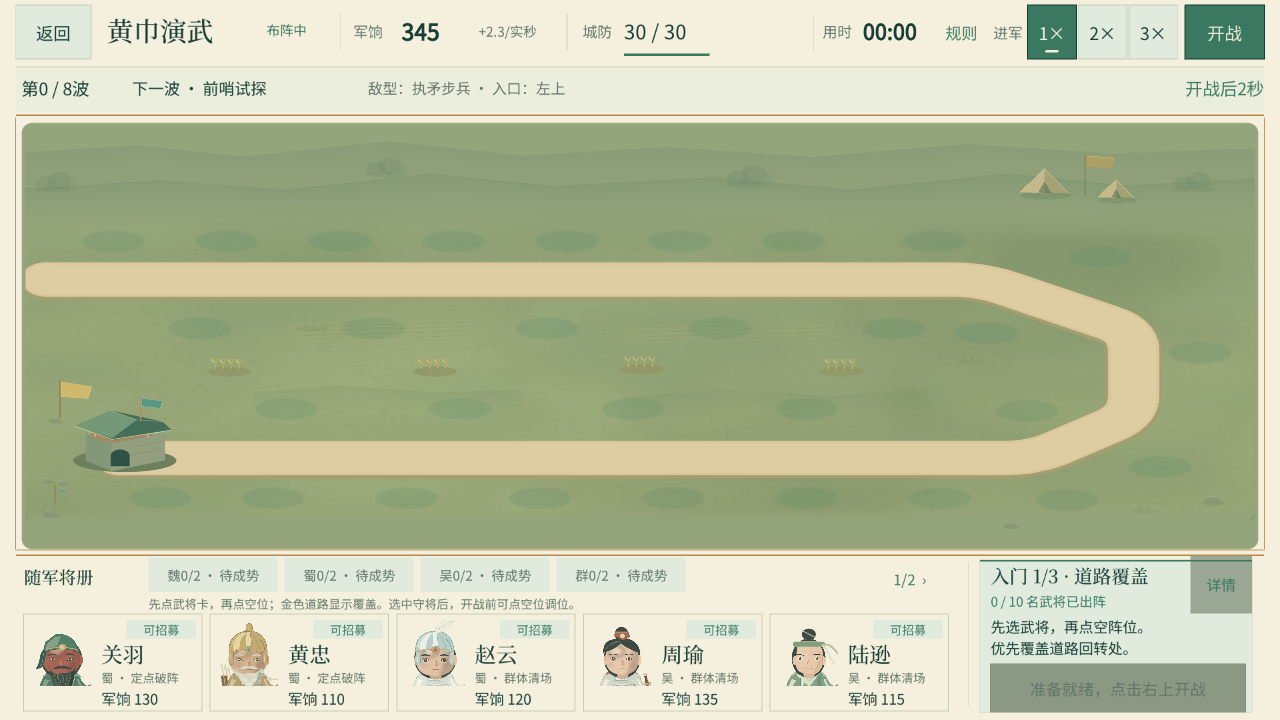 返回
黄巾演武
布阵中
军饷 345 +2.3/实秒
城防 30 / 30
用时 00:00
规则
进军 1× 2× 3×
开战
第0 / 8波
下一波 · 前哨试探
敌型：执矛步兵 · 入口：左上
开战后2秒
随军将册
魏0/2 · 待成势
蜀0/2 · 待成势
吴0/2 · 待成势
群0/2 · 待成势
1/2 ›
先点武将卡，再点空位；金色道路显示覆盖。选中守将后，开战前可点空位调位。
可招募
关羽
蜀 · 定点破阵
军饷 130
可招募
黄忠
蜀 · 定点破阵
军饷 110
可招募
赵云
蜀 · 群体清场
军饷 120
可招募
周瑜
吴 · 群体清场
军饷 135
可招募
陆逊
吴 · 群体清场
军饷 115
入门 1/3 · 道路覆盖
详情
0 / 10 名武将已出阵
先选武将，再点空阵位。
优先覆盖道路回转处。
准备就绪，点击右上开战